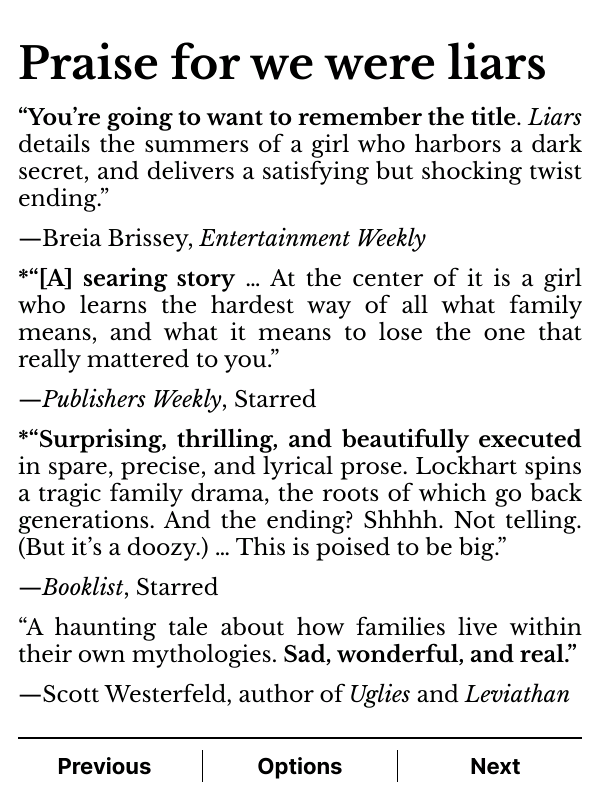 Praise for we were liars
“You’re going to want to remember the title. Liars
details the summers of a girl who harbors a dark
secret, and delivers a satisfying but shocking twist
ending.”
—Breia Brissey, Entertainment Weekly
*“[A] searing story … At the center of it is a girl
who learns the hardest way of all what family
means, and what it means to lose the one that
really mattered to you.”
—Publishers Weekly, Starred
*“Surprising, thrilling, and beautifully executed
in spare, precise, and lyrical prose. Lockhart spins
a tragic family drama, the roots of which go back
generations. And the ending? Shhhh. Not telling.
(But it’s a doozy.) … This is poised to be big.”
—Booklist, Starred
“A haunting tale about how families live within
their own mythologies. Sad, wonderful, and real.”
—Scott Westerfeld, author of Uglies and Leviathan
Previous Options Next